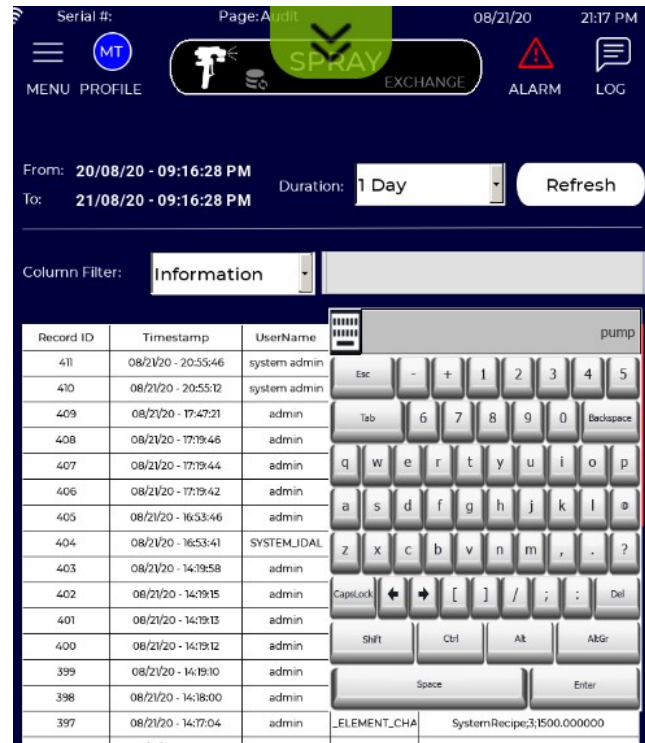 Serial #: Page: Audit 08/21/20 21:17 PM
MT
SPRAY
EXCHANGE
MENU PROFILE ALARM LOG
From: 20/08/20 - 09:16:28 PM
Duration: 1 Day Refresh
To: 21/08/20 - 09:16:28 PM
Column Filter: Information
pump
Record ID Timestamp UserName
411 08/21/20 - 20:55:46 system admin
410 08/21/20 - 20:55:12 system admin
409 08/21/20 - 17:47:21 admin
408 08/21/20 - 17:19:46 admin
407 08/21/20 - 17:19:44 admin
406 08/21/20 - 17:19:42 admin
405 08/21/20 - 16:53:46 admin
404 08/21/20 - 16:53:41 SYSTEM_IDAL
403 08/21/20 - 14:19:58 admin
402 08/21/20 - 14:19:15 admin
401 08/21/20 - 14:19:13 admin
400 08/21/20 - 14:19:12 admin
399 08/21/20 - 14:19:10 admin
398 08/21/20 - 14:18:00 admin
397 08/21/20 - 14:17:04 admin _ELEMENT_CHA SystemRecipe;3;1500.000000
Esc - + 1 2 3 4 5
Tab 6 7 8 9 0 Backspace
q w e r t y u i o p
a s d f g h j k l @
z x c b v n m , . ?
CapsLock [ ] / ; : Del
Shift Ctrl Alt AltGr
Space Enter